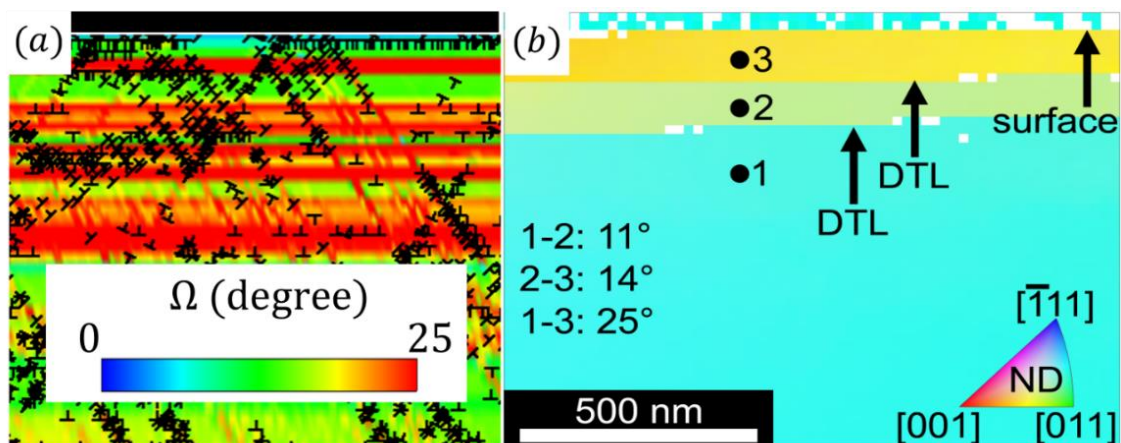 (a)
Ω (degree)
0
25
(b)
3
2
1
surface
DTL
DTL
1-2: 11°
2-3: 14°
1-3: 25°
500 nm
[1̅11]
ND
[001]
[011]